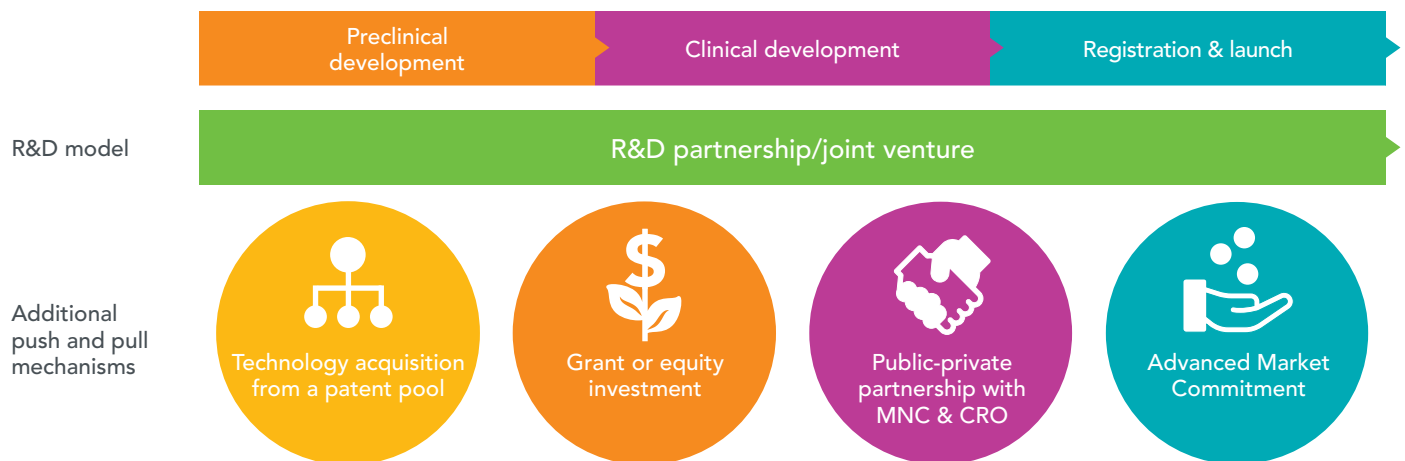 Preclinical
development
Clinical development
Registration & launch
R&D model
R&D partnership/joint venture
Additional
push and pull
mechanisms
$
Technology acquisition
from a patent pool
Grant or equity
investment
Public-private
partnership with
MNC & CRO
Advanced Market
Commitment